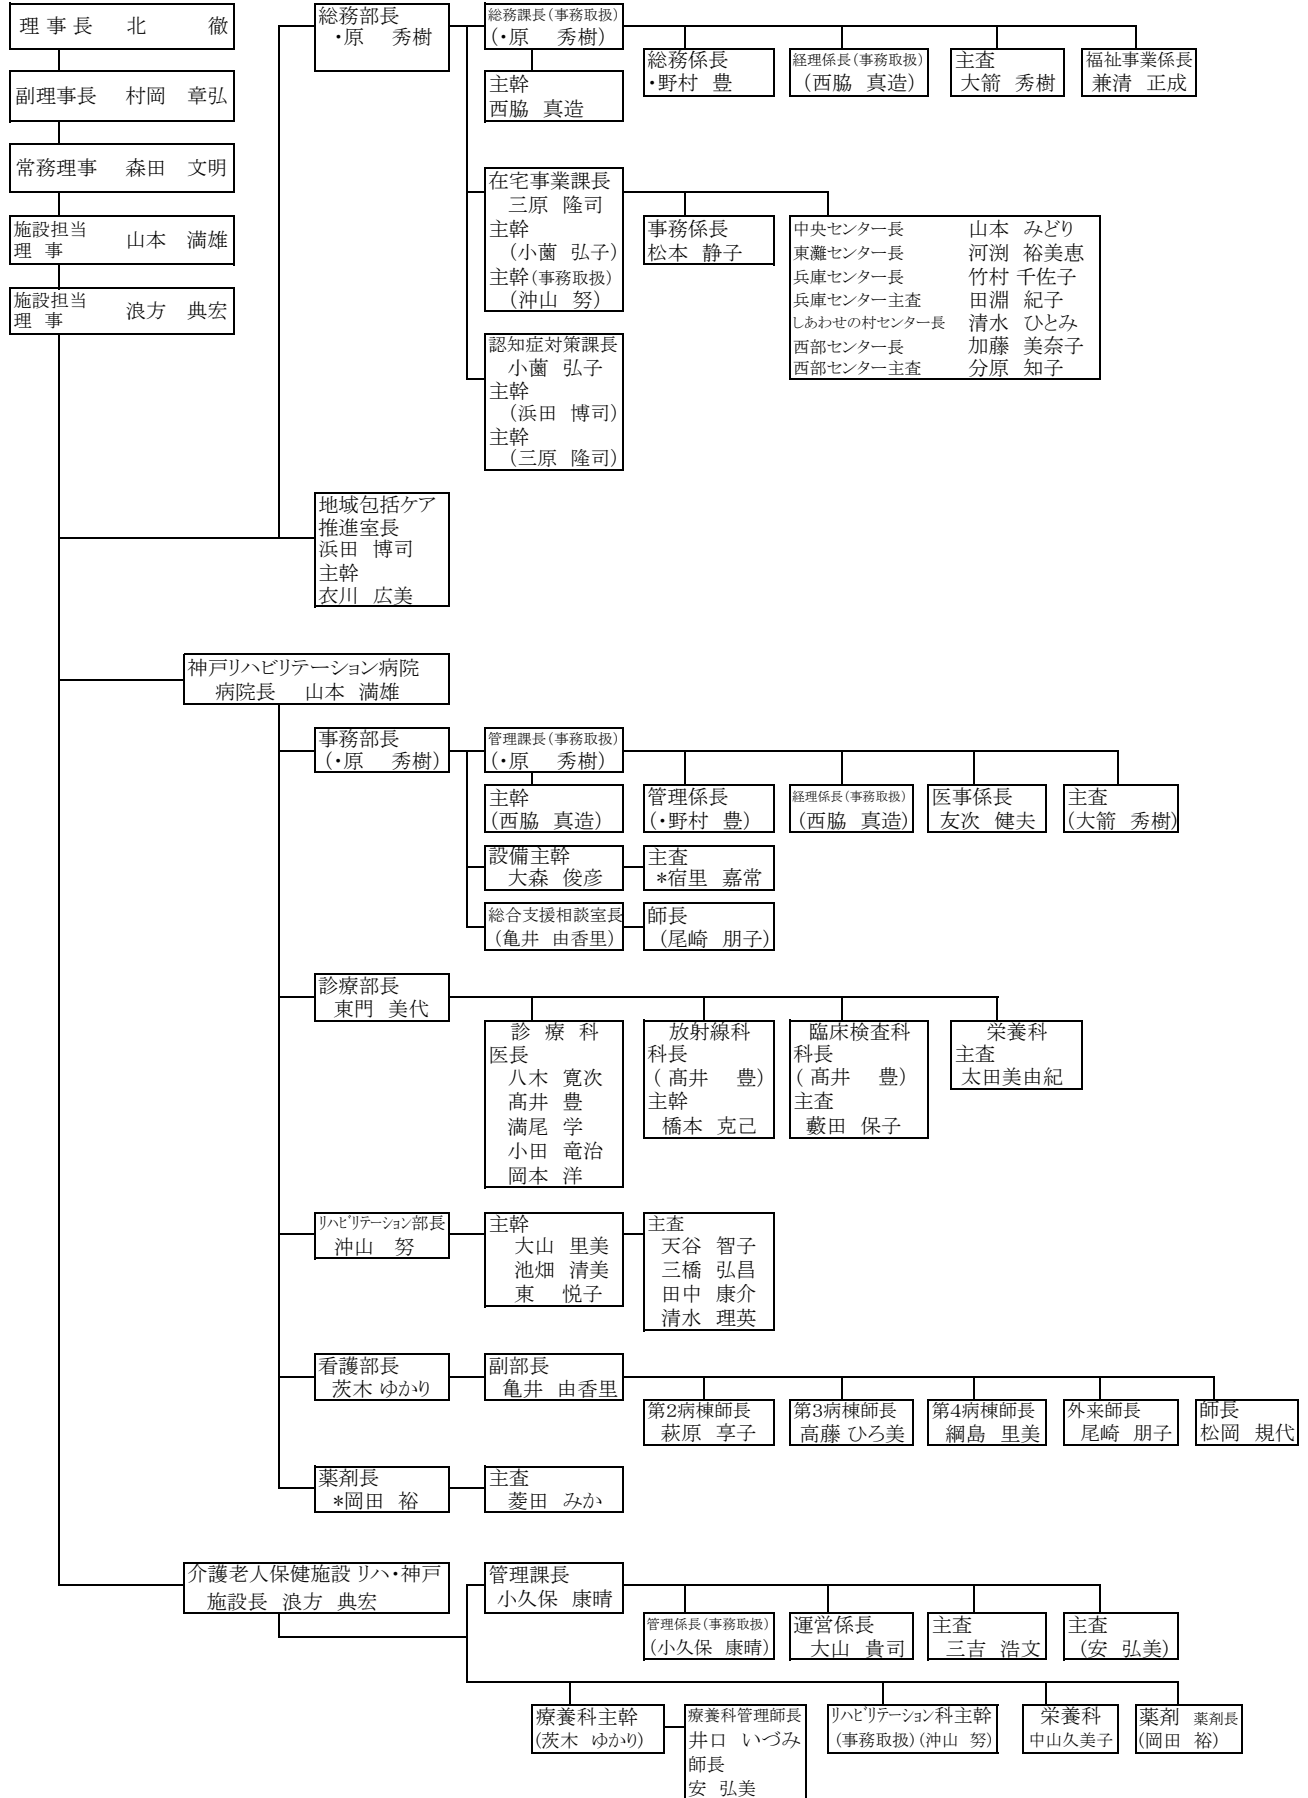 理事長 北 徹
副理事長 村岡 章弘
常務理事 森田 文明
施設担当
理 事 山本 満雄
施設担当
理 事 浪方 典宏
総務部長
・原 秀樹
総務課長(事務取扱)
(・原 秀樹)
主幹
西脇 真造
総務係長
・野村 豊
経理係長(事務取扱)
(西脇 真造)
主査
大箭 秀樹
福祉事業係長
兼清 正成
在宅事業課長
三原 隆司
主幹
(小薗 弘子)
主幹(事務取扱)
(沖山 努)
事務係長
松本 静子
中央センター長 山本 みどり
東灘センター長 河渕 裕美恵
兵庫センター長 竹村 千佐子
兵庫センター主査 田淵 紀子
しあわせの村センター長 清水 ひとみ
西部センター長 加藤 美奈子
西部センター主査 分原 知子
認知症対策課長
小薗 弘子
主幹
(浜田 博司)
主幹
(三原 隆司)
地域包括ケア
推進室長
浜田 博司
主幹
衣川 広美
神戸リハビリテーション病院
病院長 山本 満雄
事務部長
(・原 秀樹)
管理課長(事務取扱)
(・原 秀樹)
主幹
(西脇 真造)
管理係長
(・野村 豊)
経理係長(事務取扱)
(西脇 真造)
医事係長
友次 健夫
主査
(大箭 秀樹)
設備主幹
大森 俊彦
主査
*宿里 嘉常
総合支援相談室長
(亀井 由香里)
師長
(尾崎 朋子)
診療部長
東門 美代
診 療 科
医長
八木 寛次
髙井 豊
満尾 学
小田 竜治
岡本 洋
放射線科
科長
( 髙井 豊)
主幹
橋本 克己
臨床検査科
科長
( 髙井 豊)
主査
藪田 保子
栄養科
主査
太田美由紀
リハビリテーション部長
沖山 努
主幹
大山 里美
池畑 清美
東 悦子
主査
天谷 智子
三橋 弘昌
田中 康介
清水 理英
看護部長
茨木 ゆかり
副部長
亀井 由香里
第2病棟師長
萩原 享子
第3病棟師長
高藤 ひろ美
第4病棟師長
綱島 里美
外来師長
尾崎 朋子
師長
松岡 規代
薬剤長
*岡田 裕
主査
菱田 みか
介護老人保健施設 リハ・神戸
施設長 浪方 典宏
管理課長
小久保 康晴
管理係長(事務取扱)
(小久保 康晴)
運営係長
大山 貴司
主査
三吉 浩文
主査
(安 弘美)
療養科主幹
(茨木 ゆかり)
療養科管理師長
井口 いづみ
師長
安 弘美
リハビリテーション科主幹
(事務取扱)(沖山 努)
栄養科
中山久美子
薬剤 薬剤長
(岡田 裕)